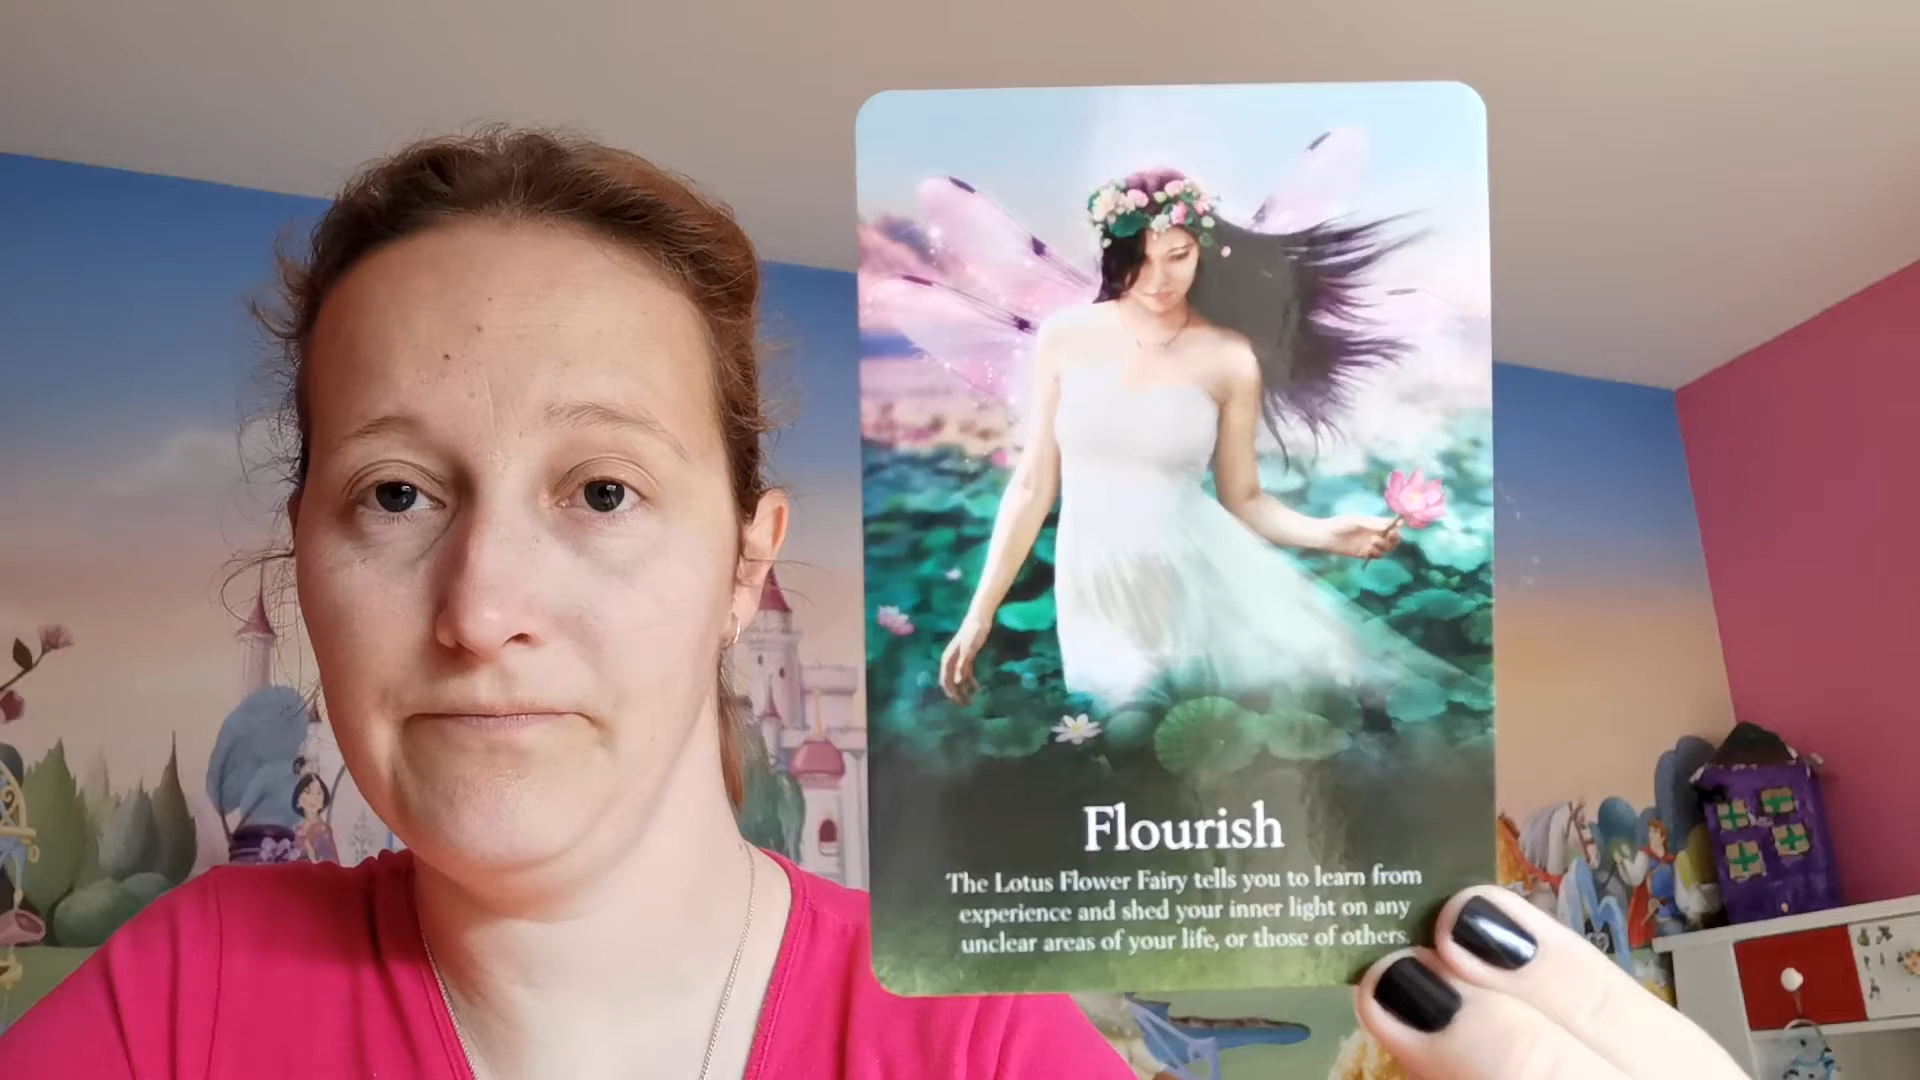 Flourish
The Lotus Flower Fairy tells you to learn from
experience and shed your inner light on any
unclear areas of your life, or those of others.